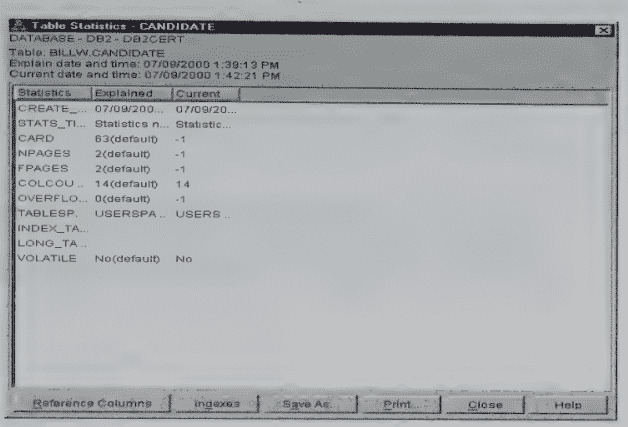 Table Statistics - CANDIDATE
DATABASE - DB2 - DB2CERT
Table: BILLW.CANDIDATE
Explain date and time: 07/09/2000 1:39:13 PM
Current date and time: 07/09/2000 1:42:21 PM
Statistics Explained Current
CREATE_... 07/09/200... 07/09/20...
STATS_TI... Statistics n... Statistic...
CARD 63(default) -1
NPAGES 2(default) -1
FPAGES 2(default) -1
COLCOU... 14(default) 14
OVERFLO... 0(default) -1
TABLESP... USERSPA... USERS...
INDEX_TA...
LONG_TA...
VOLATILE No(default) No
Reference Columns Indexes Save As... Print... Close Help